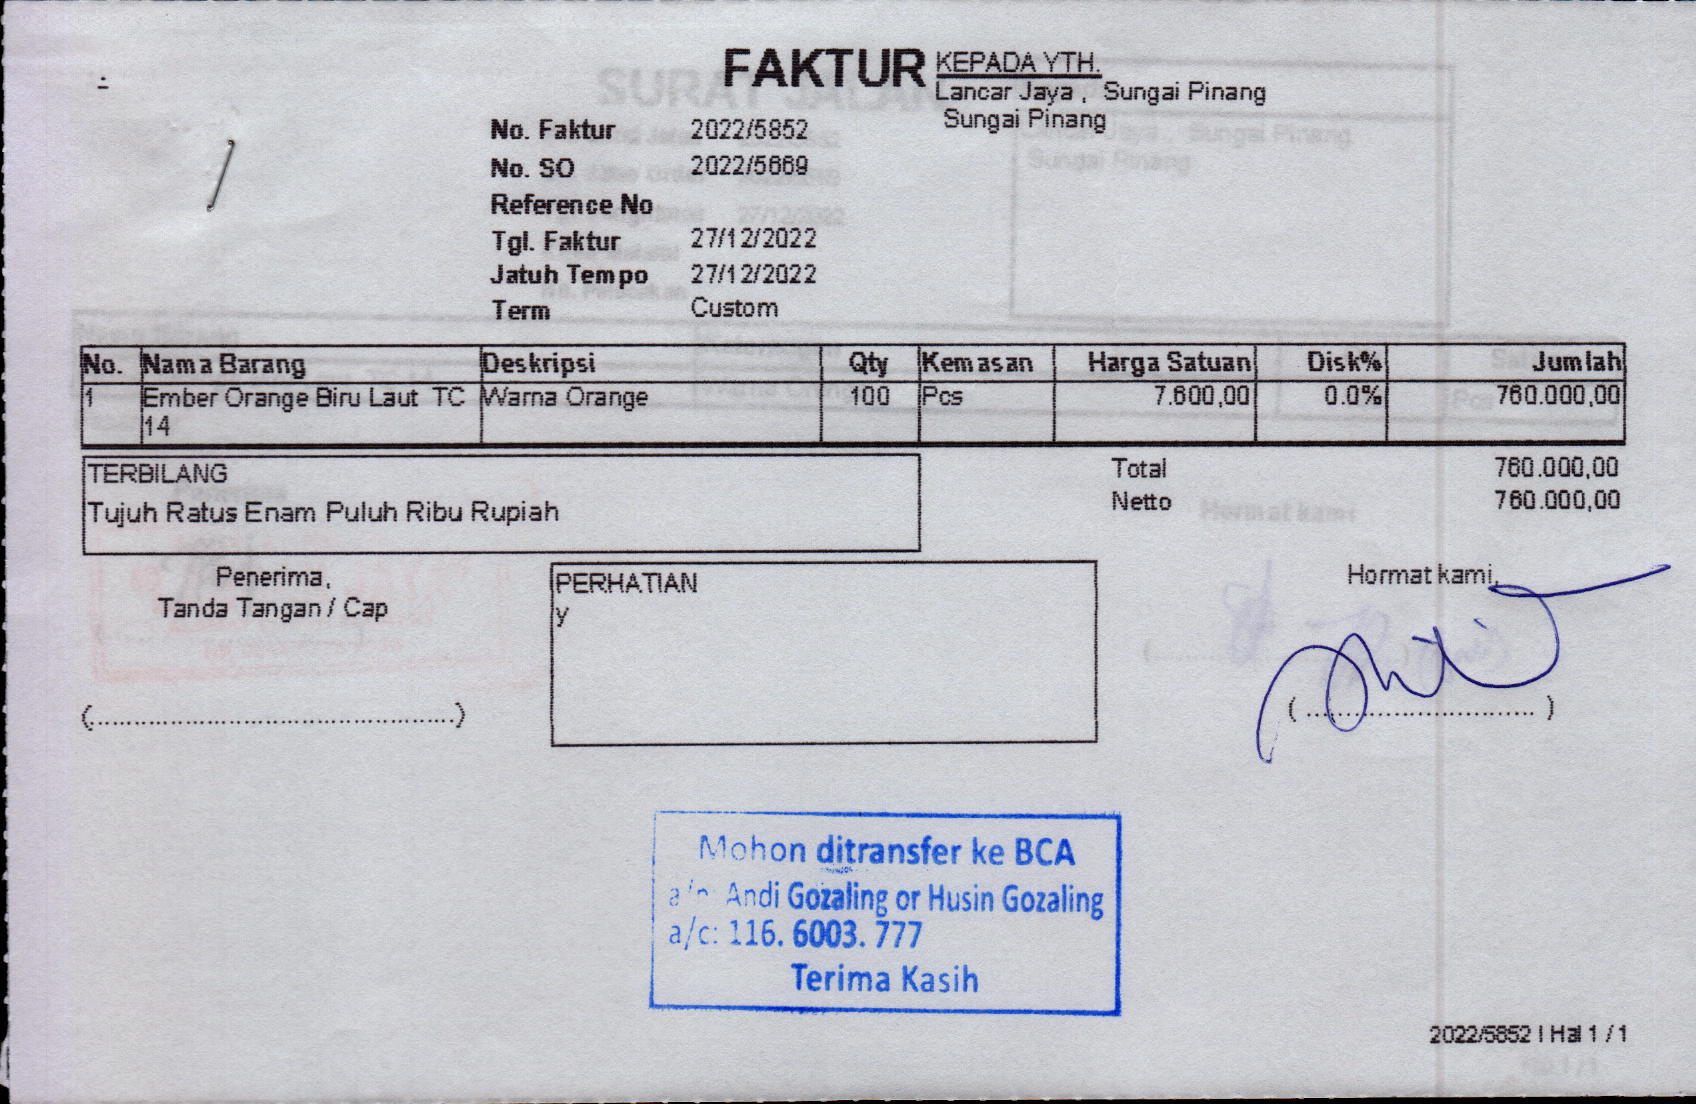 FAKTUR
KEPADA YTH.
Lancar Jaya , Sungai Pinang
Sungai Pinang
No. Faktur 2022/5852
No. SO 2022/5669
Reference No
Tgl. Faktur 27/12/2022
Jatuh Tempo 27/12/2022
Term Custom
No. Nama Barang Deskripsi Qty Kemasan Harga Satuan Disk% Jumlah
1 Ember Orange Biru Laut TC Warna Orange 100 Pcs 7.600,00 0.0% 760.000,00
14
TERBILANG
Tujuh Ratus Enam Puluh Ribu Rupiah
Total 760.000,00
Netto 760.000,00
Penerima,
Tanda Tangan / Cap
PERHATIAN
y
Hormat kami,
Mohon ditransfer ke BCA
a/n: Andi Gozaling or Husin Gozaling
a/c: 116. 6003. 777
Terima Kasih
2022/5852 | Hal 1 / 1